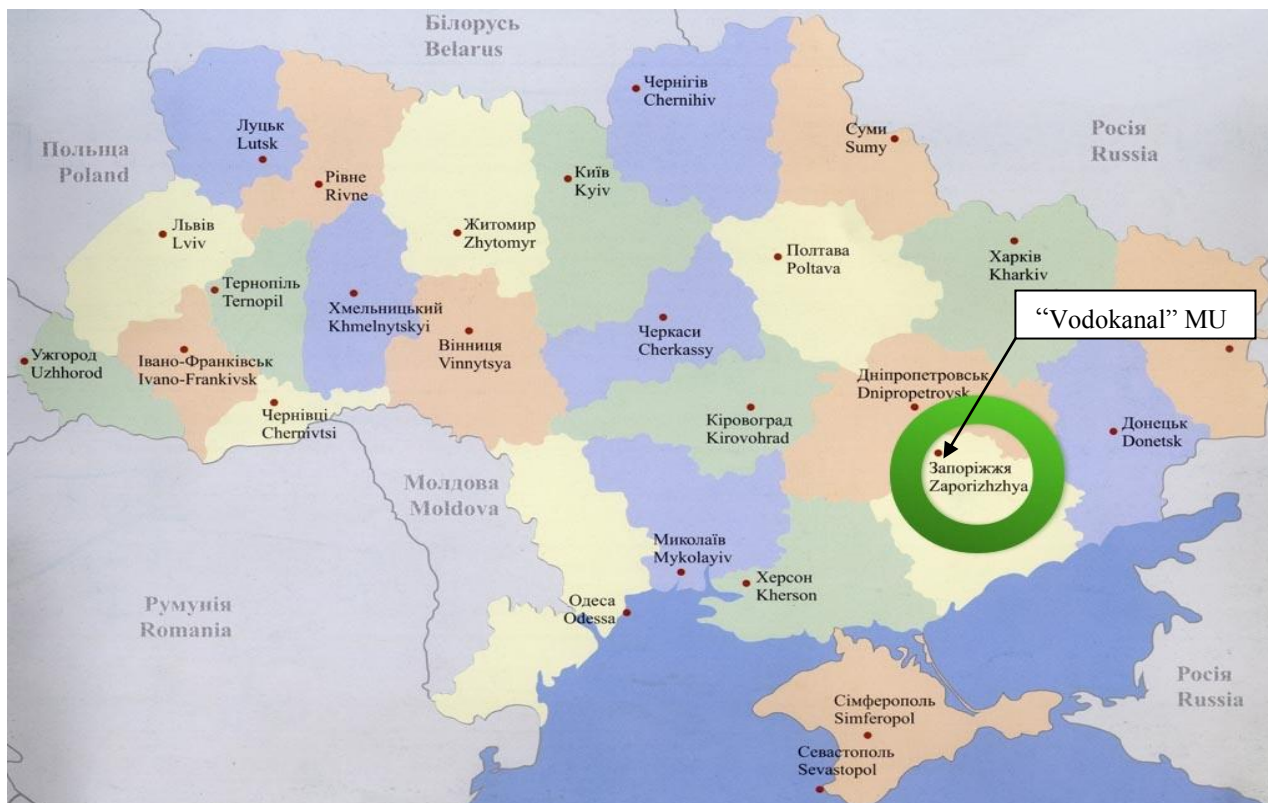 Білорусь
Belarus
Чернігів
Chernihiv
Луцьк
Lutsk
Суми
Sumy
Росія
Russia
Польща
Poland
Рівне
Rivne
Київ
Kyiv
Львів
Lviv
Житомир
Zhytomyr
Полтава
Poltava
Харків
Kharkiv
Тернопіль
Ternopil
Хмельницький
Khmelnytskyi
“Vodokanal” MU
Черкаси
Cherkassy
Вінниця
Vinnytsya
Ужгород
Uzhhorod
Івано-Франківськ
Ivano-Frankivsk
Дніпропетровськ
Dnipropetrovsk
Чернівці
Chernivtsi
Кіровоград
Kirovohrad
Донецьк
Donetsk
Запоріжжя
Zaporizhzhya
Молдова
Moldova
Миколаїв
Mykolayiv
Херсон
Kherson
Одеса
Odessa
Румунія
Romania
Росія
Russia
Сімферополь
Simferopol
Севастополь
Sevastopol